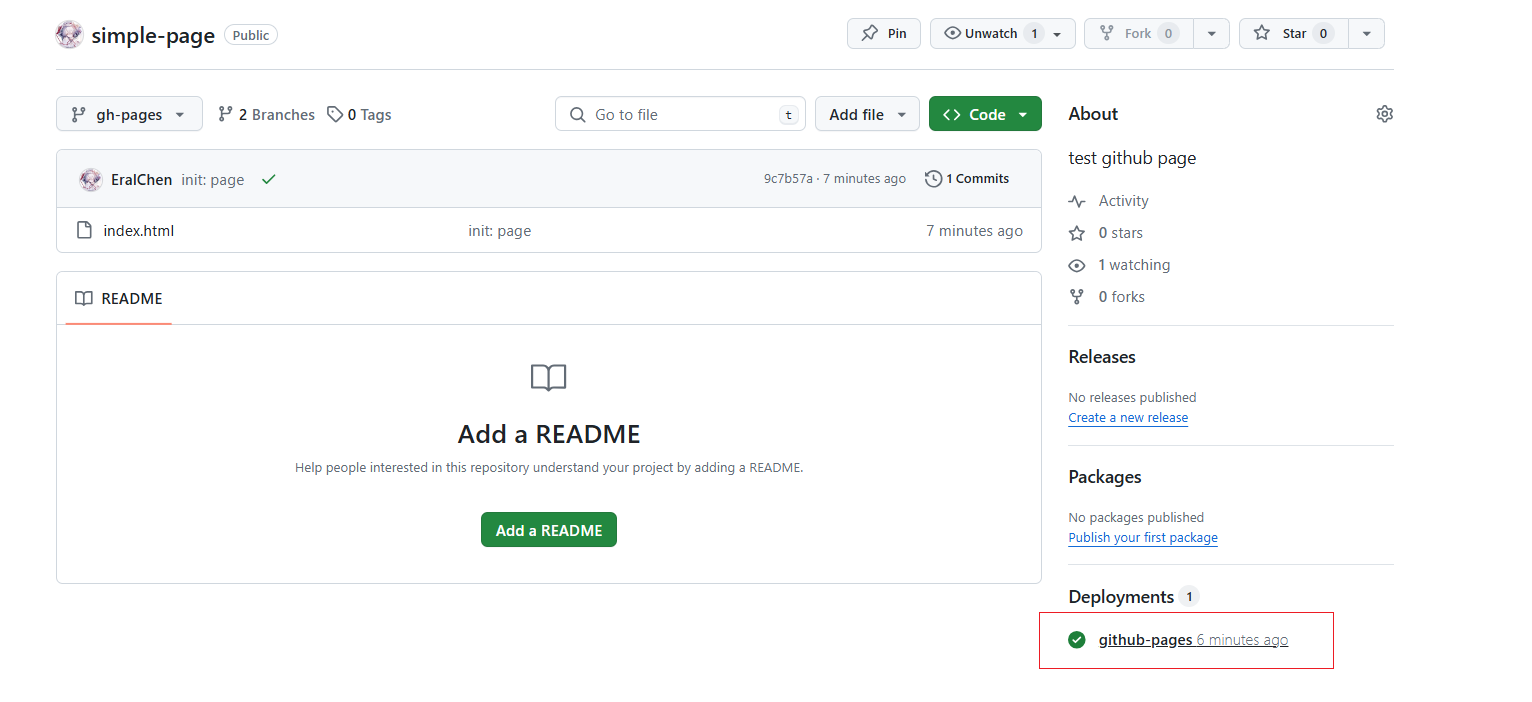 simple-page Public Pin Unwatch 1 Fork 0 Star 0
gh-pages 2 Branches 0 Tags Go to file t Add file Code
EralChen init: page 9c7b57a · 7 minutes ago 1 Commits
index.html init: page 7 minutes ago
README
Add a README
Help people interested in this repository understand your project by adding a README.
Add a README
About
test github page
Activity
0 stars
1 watching
0 forks
Releases
No releases published
Create a new release
Packages
No packages published
Publish your first package
Deployments 1
github-pages 6 minutes ago